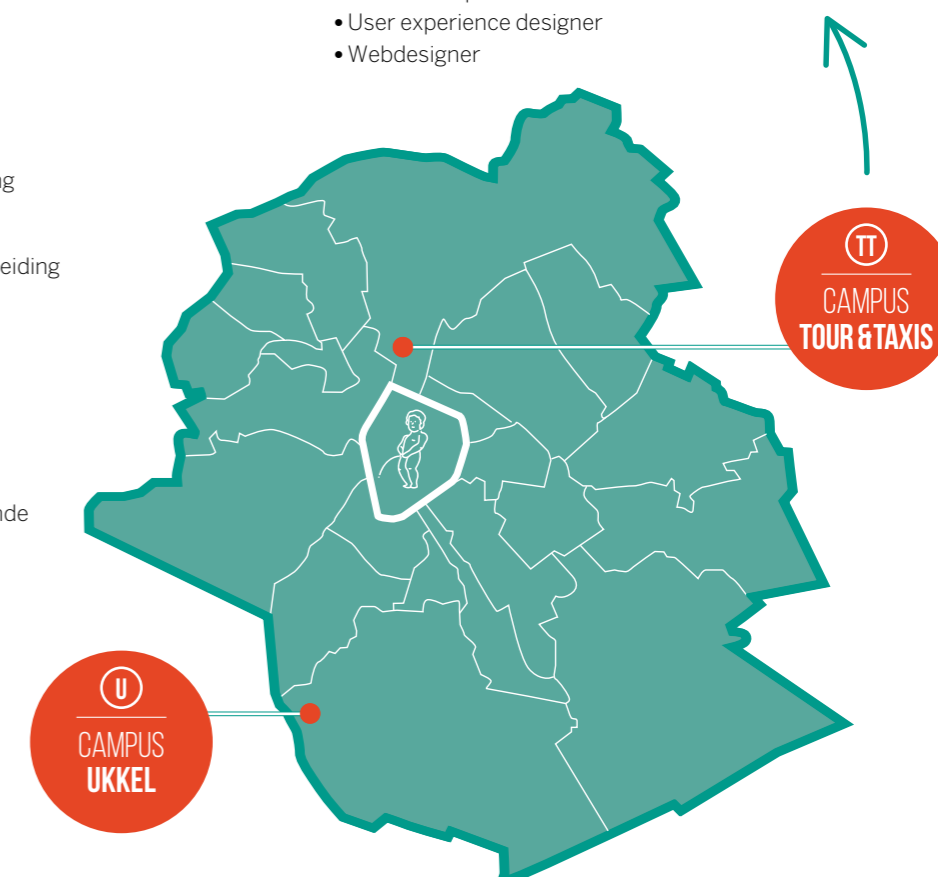 • User experience designer
• Webdesigner
TT
CAMPUS
TOUR & TAXIS
U
CAMPUS
UKKEL